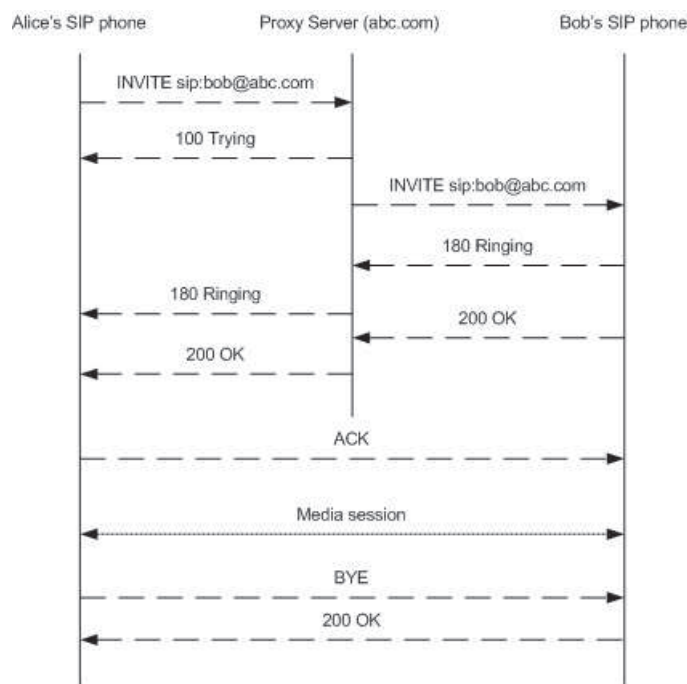 Alice's SIP phone
Proxy Server (abc.com)
Bob's SIP phone
INVITE sip:bob@abc.com
100 Trying
INVITE sip:bob@abc.com
180 Ringing
180 Ringing
200 OK
200 OK
ACK
Media session
BYE
200 OK